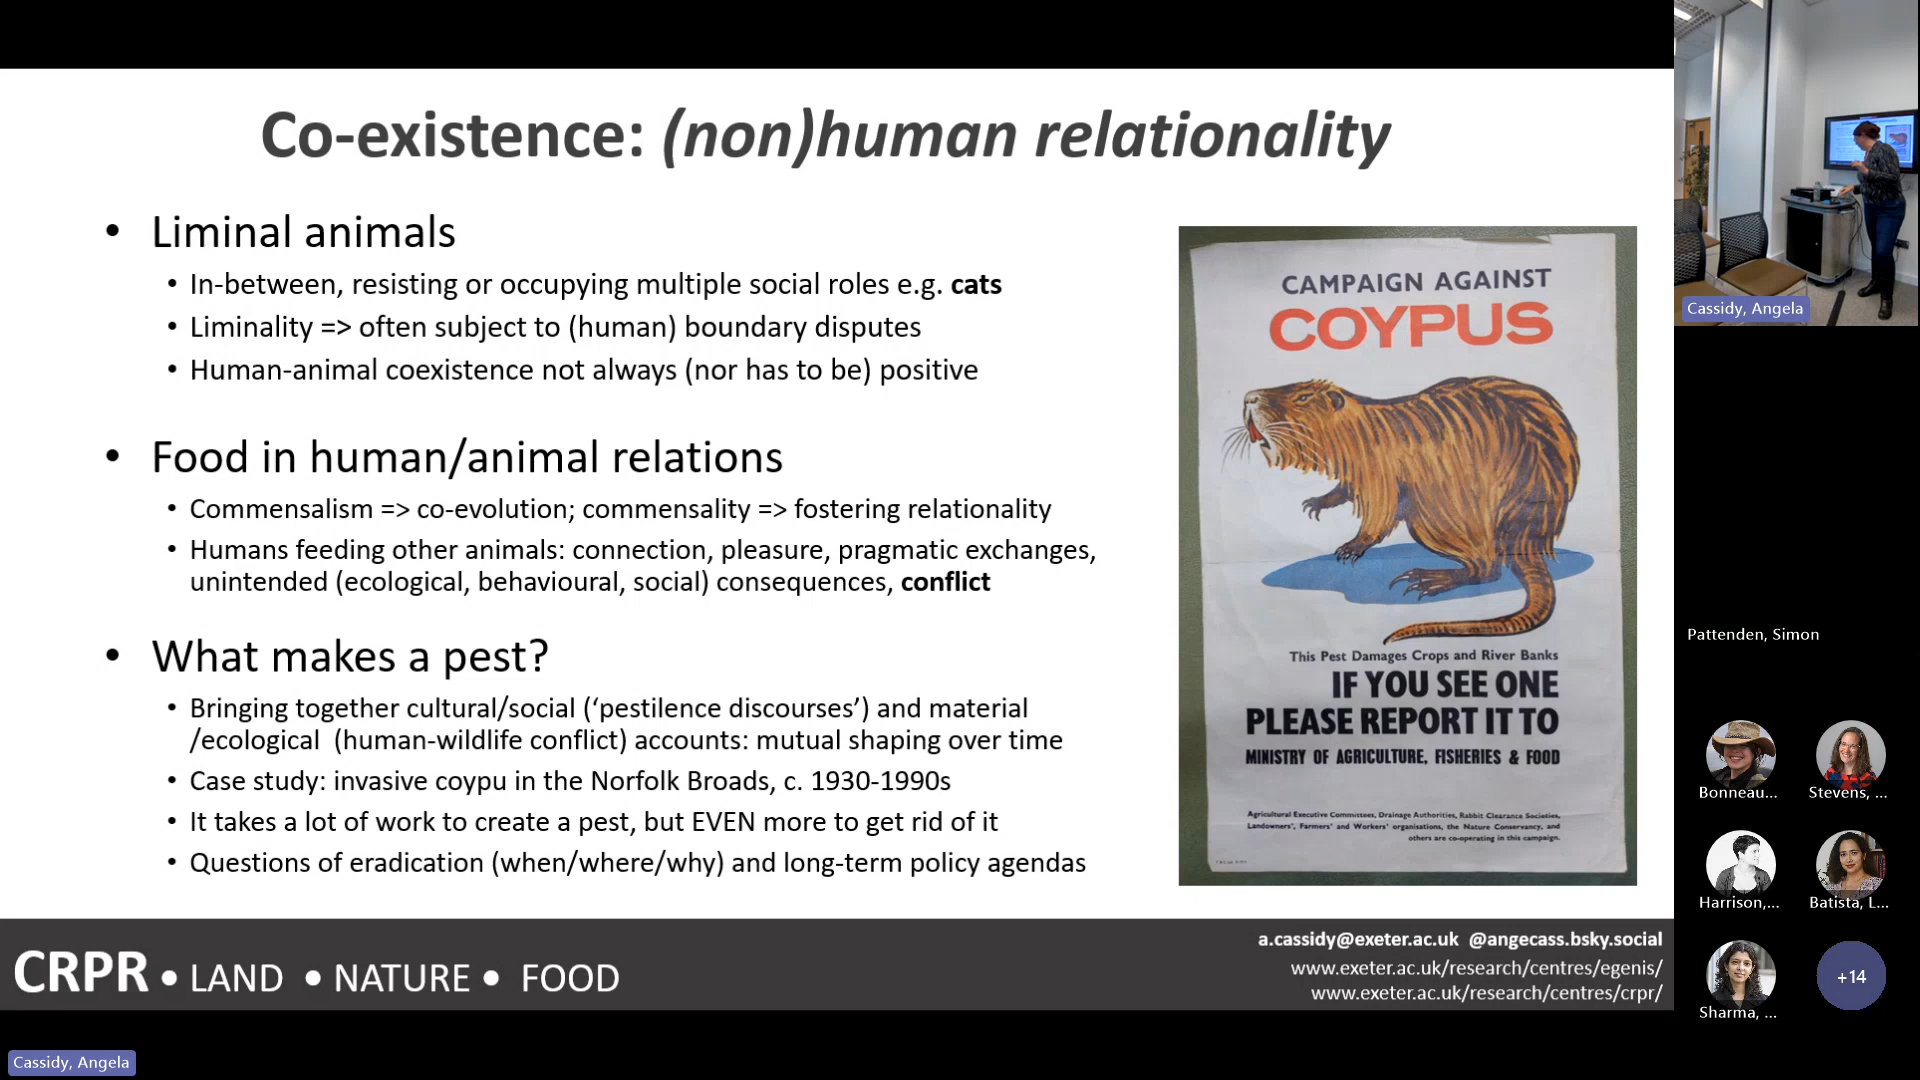 Co-existence: (non)human relationality
• Liminal animals
• In-between, resisting or occupying multiple social roles e.g. cats
• Liminality => often subject to (human) boundary disputes
• Human-animal coexistence not always (nor has to be) positive
• Food in human/animal relations
• Commensalism => co-evolution; commensality => fostering relationality
• Humans feeding other animals: connection, pleasure, pragmatic exchanges,
unintended (ecological, behavioural, social) consequences, conflict
• What makes a pest?
• Bringing together cultural/social (‘pestilence discourses’) and material
/ecological (human-wildlife conflict) accounts: mutual shaping over time
• Case study: invasive coypu in the Norfolk Broads, c. 1930-1990s
• It takes a lot of work to create a pest, but EVEN more to get rid of it
• Questions of eradication (when/where/why) and long-term policy agendas
CAMPAIGN AGAINST
COYPUS
This Pest Damages Crops and River Banks
IF YOU SEE ONE
PLEASE REPORT IT TO
MINISTRY OF AGRICULTURE, FISHERIES & FOOD
Agricultural Executive Committees, Drainage Authorities, Rabbit Clearance Societies,
Landowners', Farmers' and Workers' organisations, the Nature Conservancy, and
others are co-operating in this campaign.
CRPR • LAND • NATURE • FOOD
a.cassidy@exeter.ac.uk @angecass.bsky.social
www.exeter.ac.uk/research/centres/egenis/
www.exeter.ac.uk/research/centres/crpr/
Cassidy, Angela
Cassidy, Angela
Pattenden, Simon
Bonneau...
Stevens, ...
Harrison,...
Batista, L...
Sharma, ...
+14